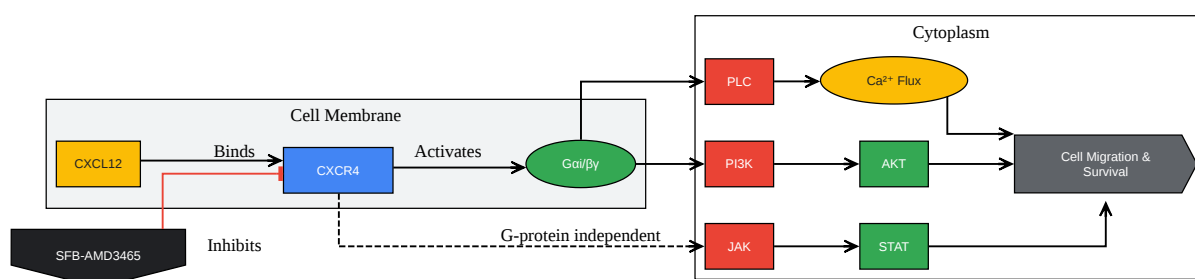 Cytoplasm
PLC
Ca²⁺ Flux
Cell Membrane
CXCL12
Binds
CXCR4
Activates
Gαi/βγ
PI3K
AKT
Cell Migration &
Survival
SFB-AMD3465
Inhibits
G-protein independent
JAK
STAT